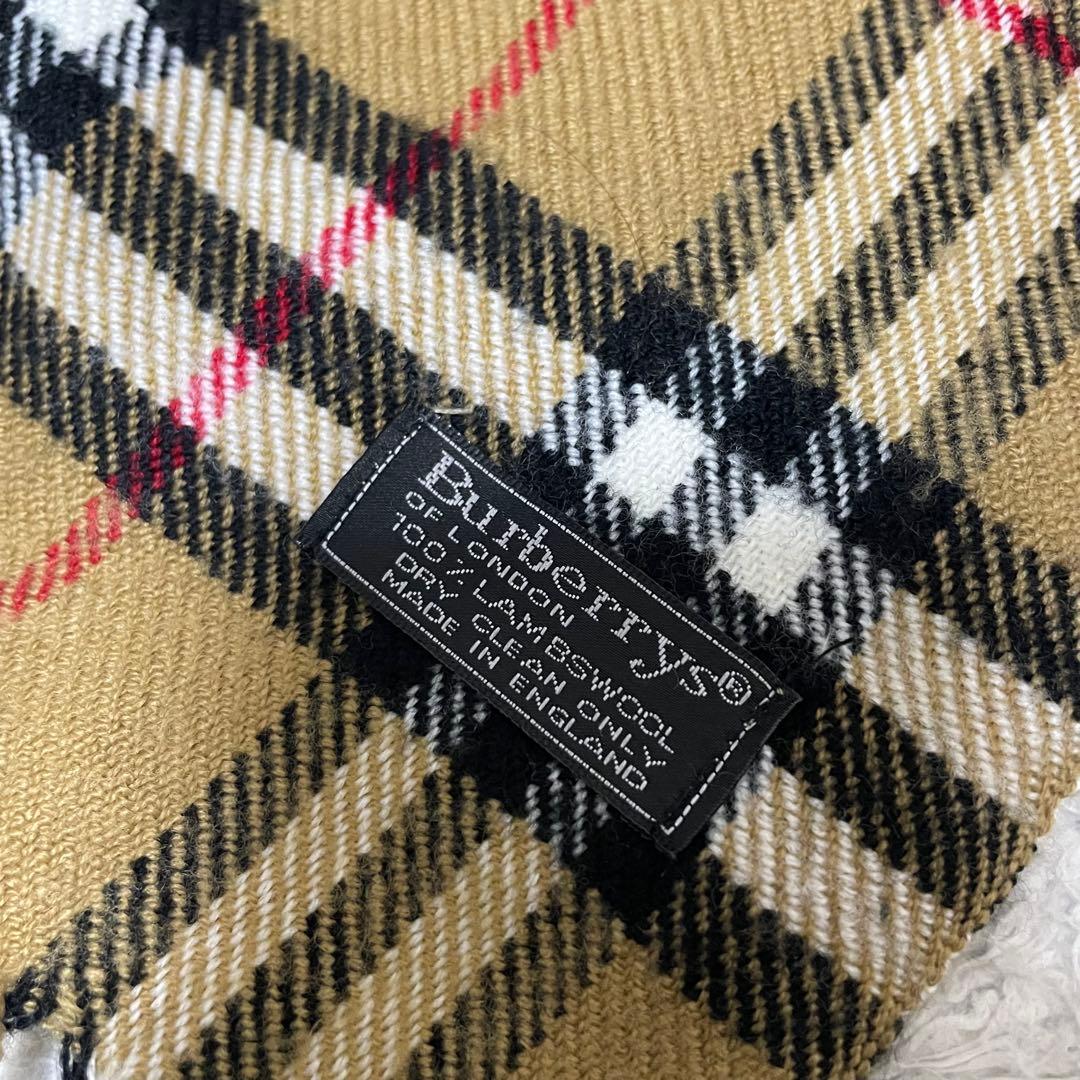 Burberrys®
OF LONDON
100% LAMBSWOOL
DRY CLEAN ONLY
MADE IN ENGLAND